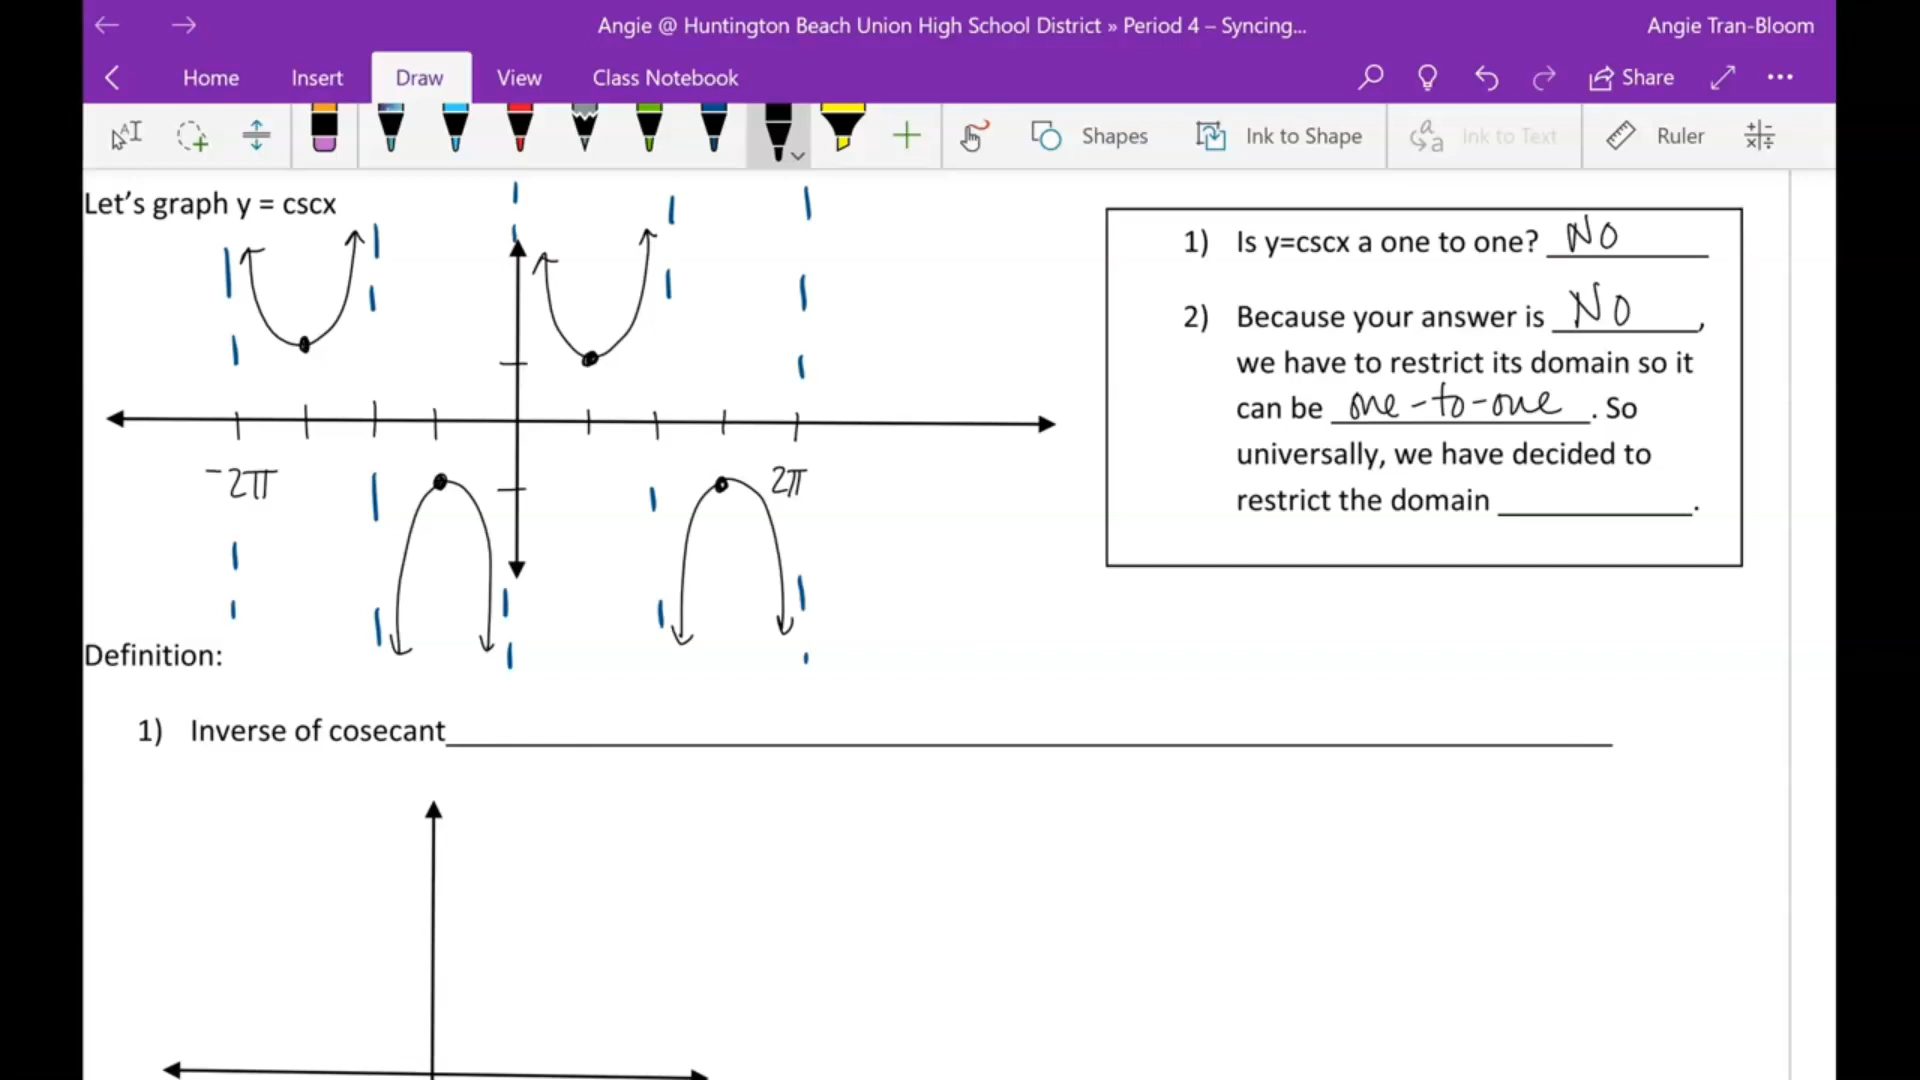 Angie @ Huntington Beach Union High School District » Period 4 – Syncing...
Angie Tran-Bloom
Home Insert Draw View Class Notebook
Share
Shapes Ink to Shape Ink to Text Ruler
Let's graph y = cscx
-2π
2π
1) Is y=cscx a one to one? No
2) Because your answer is No,
we have to restrict its domain so it
can be one-to-one. So
universally, we have decided to
restrict the domain ____________.
Definition:
1) Inverse of cosecant____________